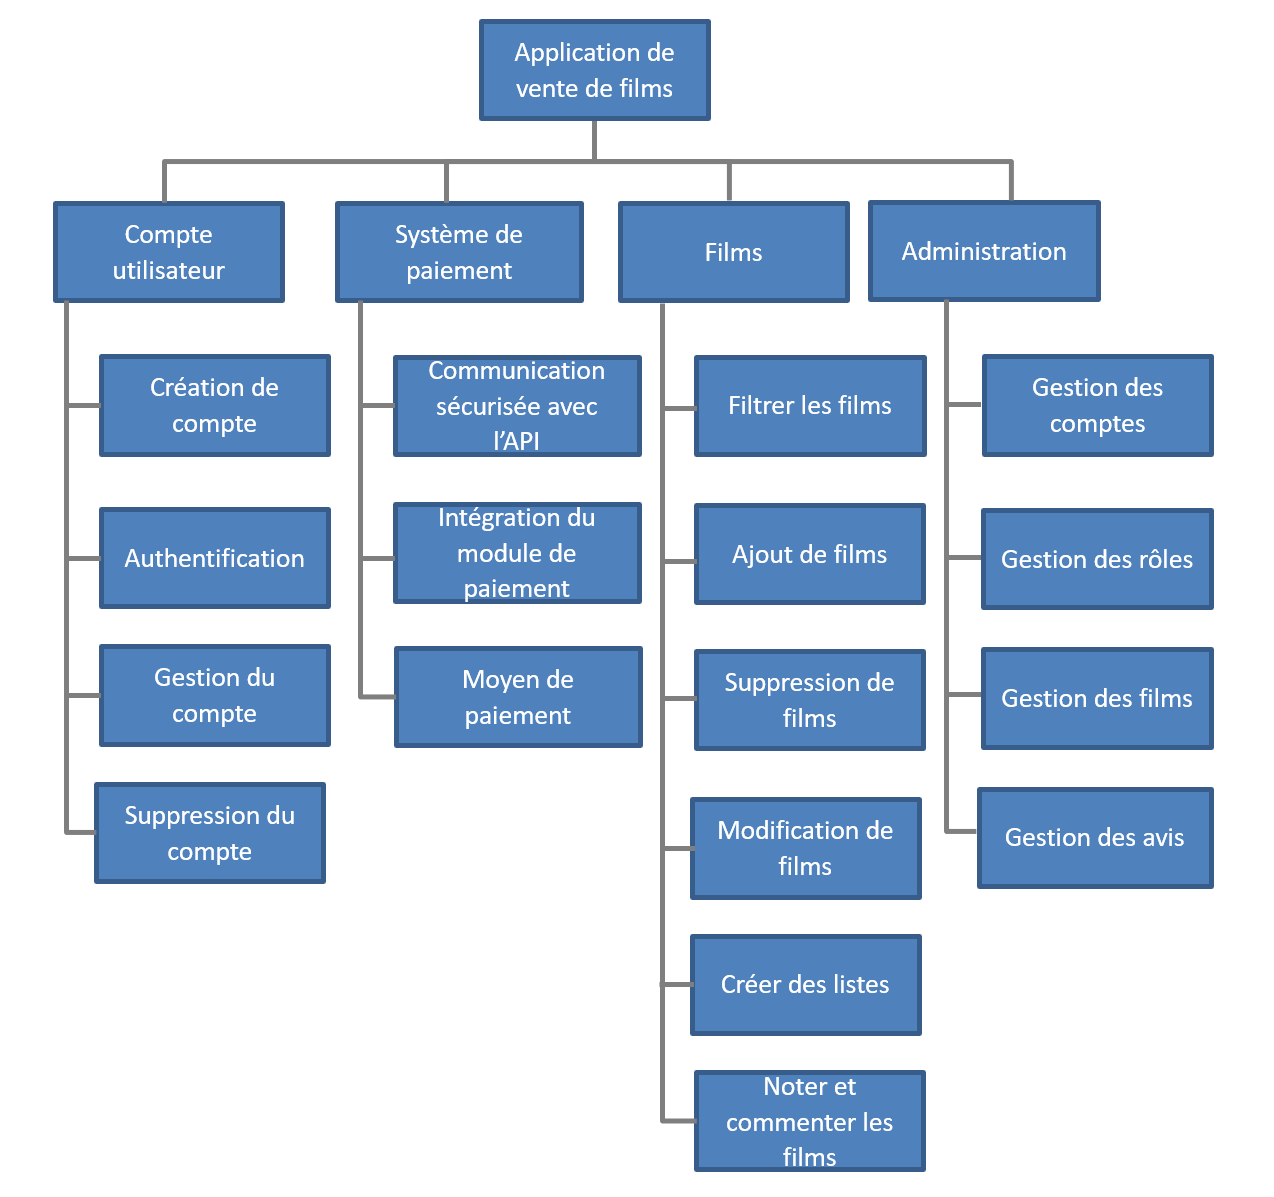 Application de
vente de films
Compte
utilisateur
Système de
paiement
Films
Administration
Création de
compte
Authentification
Gestion du
compte
Suppression du
compte
Communication
sécurisée avec
l’API
Intégration du
module de
paiement
Moyen de
paiement
Filtrer les films
Ajout de films
Suppression de
films
Modification de
films
Créer des listes
Noter et
commenter les
films
Gestion des
comptes
Gestion des rôles
Gestion des films
Gestion des avis